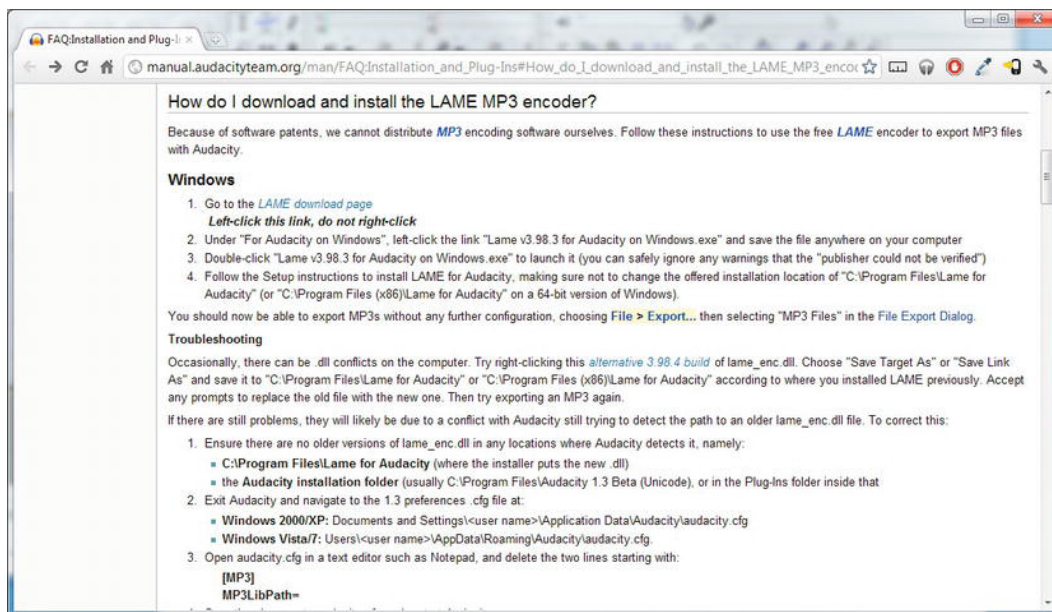 FAQ:Installation and Plug-I
manual.audacityteam.org/man/FAQ:Installation_and_Plug-Ins#How_do_I_download_and_install_the_LAME_MP3_encod
How do I download and install the LAME MP3 encoder?
Because of software patents, we cannot distribute MP3 encoding software ourselves. Follow these instructions to use the free LAME encoder to export MP3 files
with Audacity.
Windows
1. Go to the LAME download page
Left-click this link, do not right-click
2. Under "For Audacity on Windows", left-click the link "Lame v3.98.3 for Audacity on Windows.exe" and save the file anywhere on your computer
3. Double-click "Lame v3.98.3 for Audacity on Windows.exe" to launch it (you can safely ignore any warnings that the "publisher could not be verified")
4. Follow the Setup instructions to install LAME for Audacity, making sure not to change the offered installation location of "C:\Program Files\Lame for
Audacity" (or "C:\Program Files (x86)\Lame for Audacity" on a 64-bit version of Windows).
You should now be able to export MP3s without any further configuration, choosing File > Export... then selecting "MP3 Files" in the File Export Dialog.
Troubleshooting
Occasionally, there can be .dll conflicts on the computer. Try right-clicking this alternative 3.98.4 build of lame_enc.dll. Choose "Save Target As" or "Save Link
As" and save it to "C:\Program Files\Lame for Audacity" or "C:\Program Files (x86)\Lame for Audacity" according to where you installed LAME previously. Accept
any prompts to replace the old file with the new one. Then try exporting an MP3 again.
If there are still problems, they will likely be due to a conflict with Audacity still trying to detect the path to an older lame_enc.dll file. To correct this:
1. Ensure there are no older versions of lame_enc.dll in any locations where Audacity detects it, namely:
C:\Program Files\Lame for Audacity (where the installer puts the new .dll)
the Audacity installation folder (usually C:\Program Files\Audacity 1.3 Beta (Unicode), or in the Plug-Ins folder inside that
2. Exit Audacity and navigate to the 1.3 preferences .cfg file at:
Windows 2000/XP: Documents and Settings\<user name>\Application Data\Audacity\audacity.cfg
Windows Vista/7: Users\<user name>\AppData\Roaming\Audacity\audacity.cfg.
3. Open audacity.cfg in a text editor such as Notepad, and delete the two lines starting with:
[MP3]
MP3LibPath=